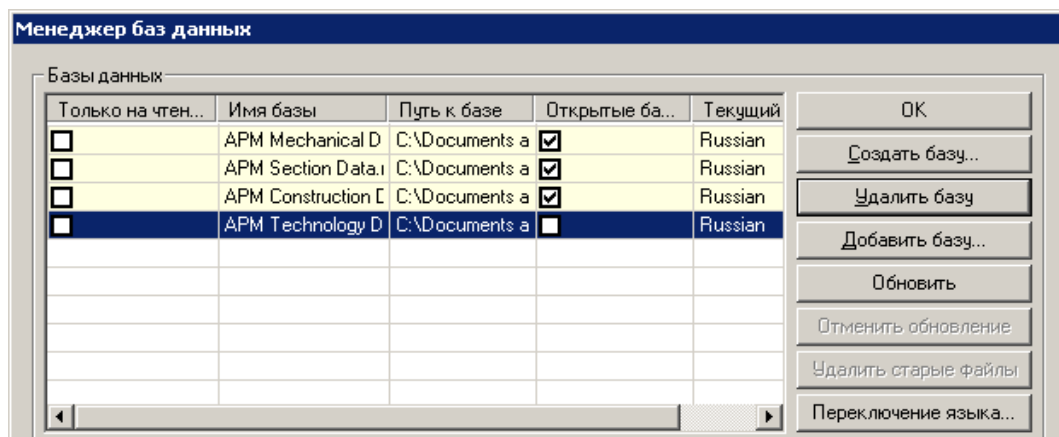 Менеджер баз данных
Базы данных
Только на чтен... Имя базы Путь к базе Открытые ба... Текущий
APM Mechanical D C:\Documents a Russian
APM Section Data. C:\Documents a Russian
APM Construction C:\Documents a Russian
APM Technology D C:\Documents a Russian
OK
Создать базу...
Удалить базу
Добавить базу...
Обновить
Отменить обновление
Удалить старые файлы
Переключение языка...